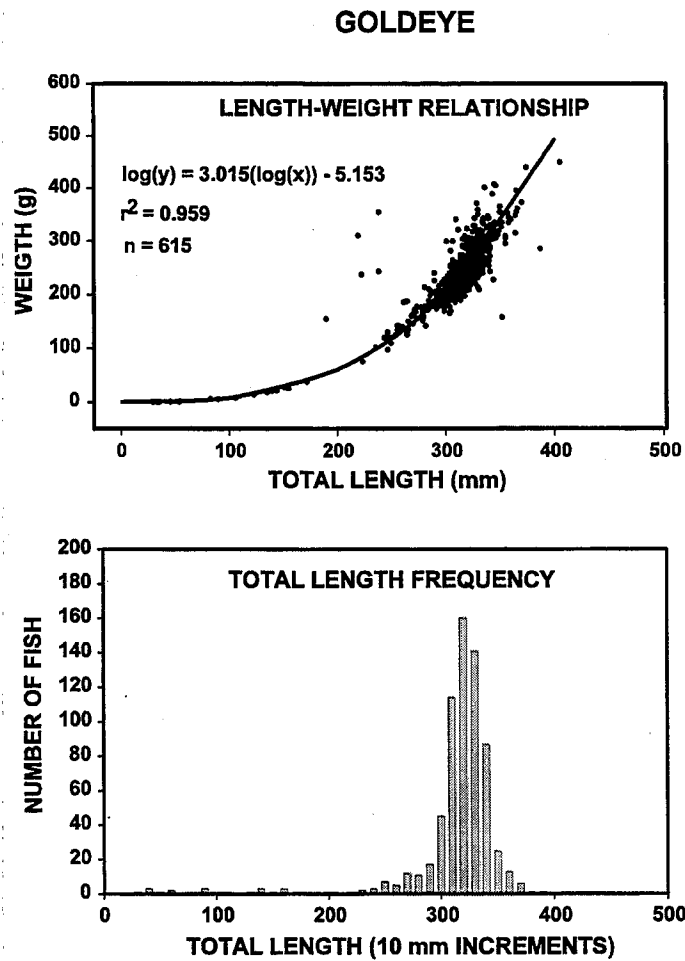 GOLDEYE
LENGTH-WEIGHT RELATIONSHIP
log(y) = 3.015(log(x)) - 5.153
r2 = 0.959
n = 615
WEIGTH (g)
600
500
400
300
200
100
0
0 100 200 300 400 500
TOTAL LENGTH (mm)
TOTAL LENGTH FREQUENCY
NUMBER OF FISH
200
180
160
140
120
100
80
60
40
20
0
0 100 200 300 400 500
TOTAL LENGTH (10 mm INCREMENTS)